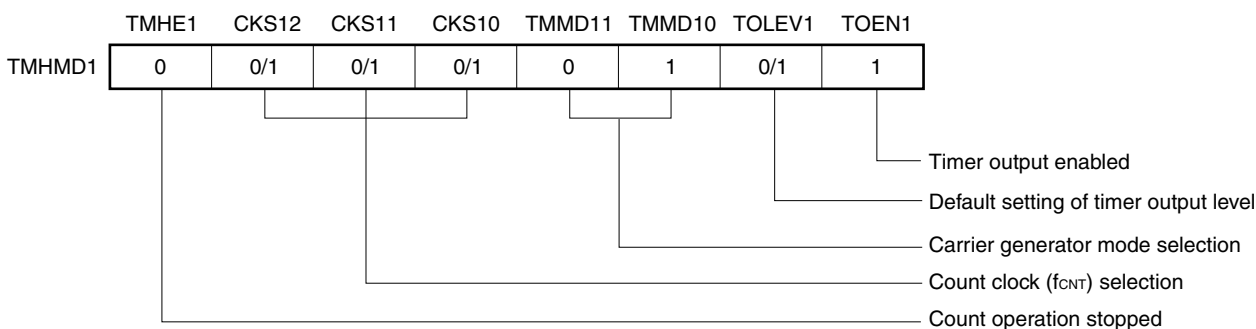 TMHE1 CKS12 CKS11 CKS10 TMMD11 TMMD10 TOLEV1 TOEN1
TMHMD1 0 0/1 0/1 0/1 0 1 0/1 1
Timer output enabled
Default setting of timer output level
Carrier generator mode selection
Count clock (fCNT) selection
Count operation stopped